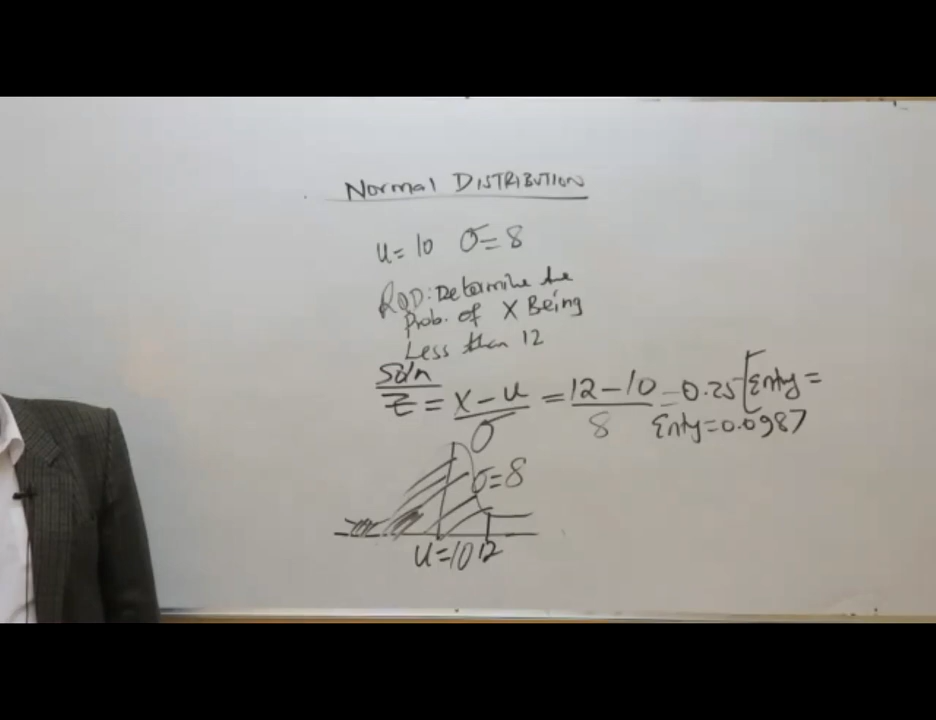 Normal DISTRIBUTION
u=10 σ=8
RQD: Determine the
Prob. of X Being
Less than 12
Soln
Z = X-u/σ = 12-10/8 = 0.25 [Enty =
Enty=0.0987
σ=8
u=10 12